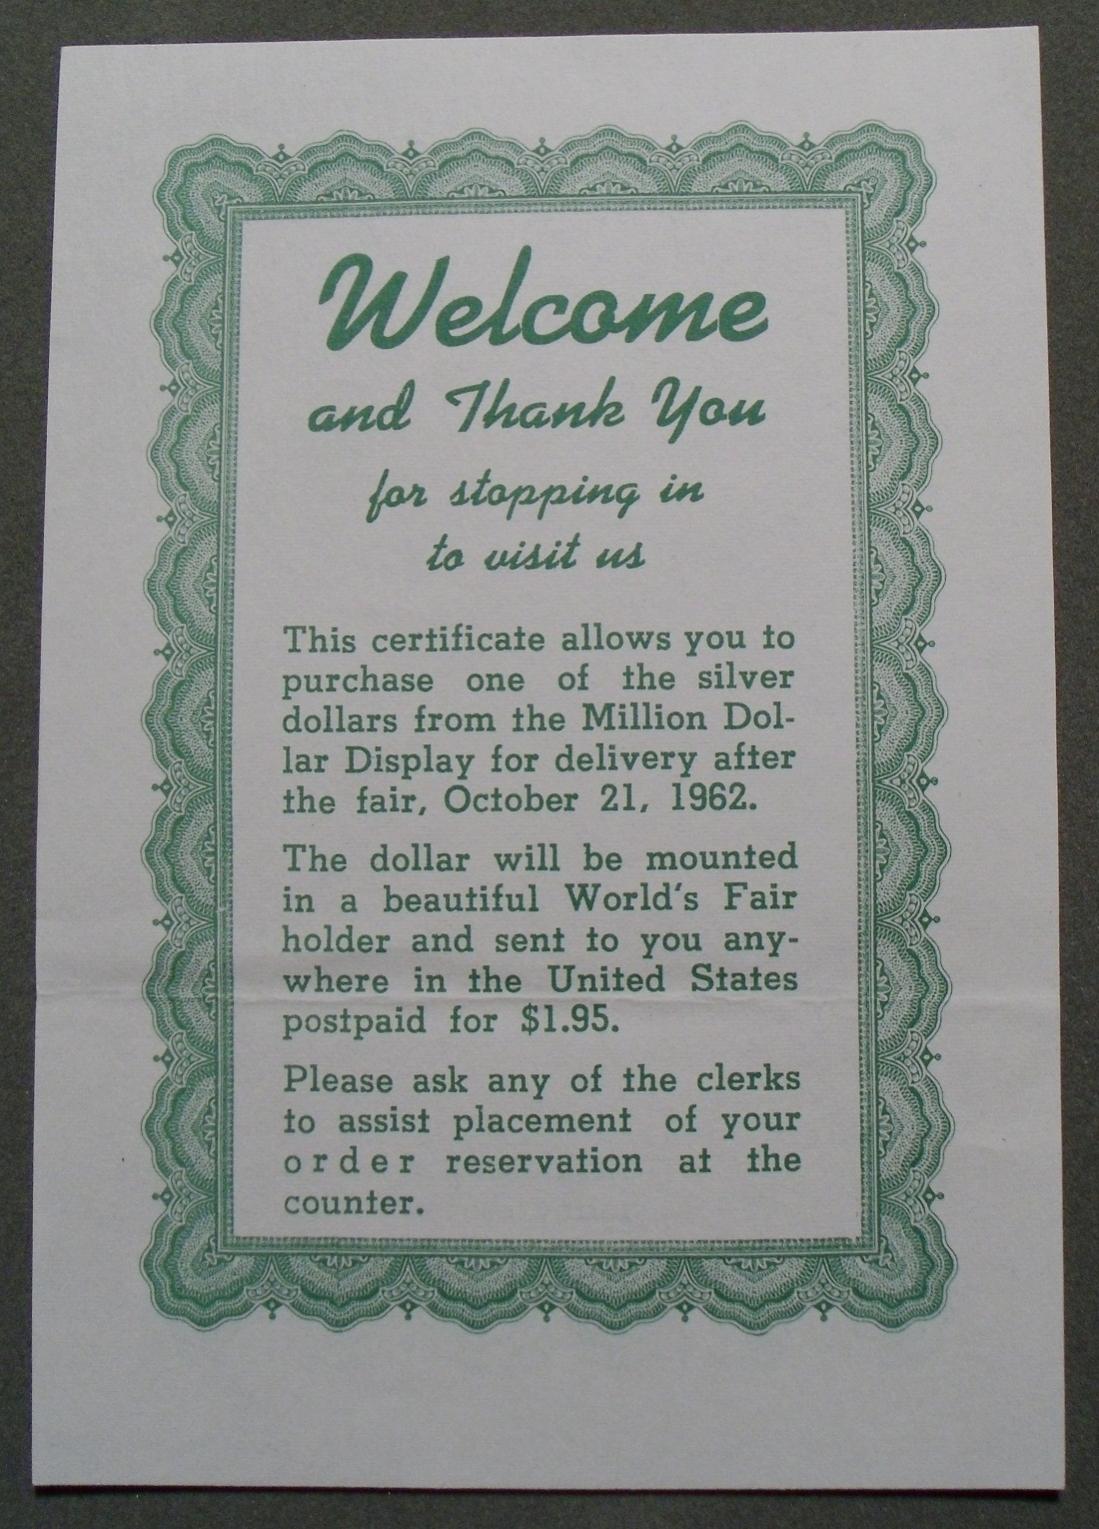 Welcome
and Thank You
for stopping in
to visit us
This certificate allows you to
purchase one of the silver
dollars from the Million Dol-
lar Display for delivery after
the fair, October 21, 1962.
The dollar will be mounted
in a beautiful World's Fair
holder and sent to you any-
where in the United States
postpaid for $1.95.
Please ask any of the clerks
to assist placement of your
order reservation at the
counter.